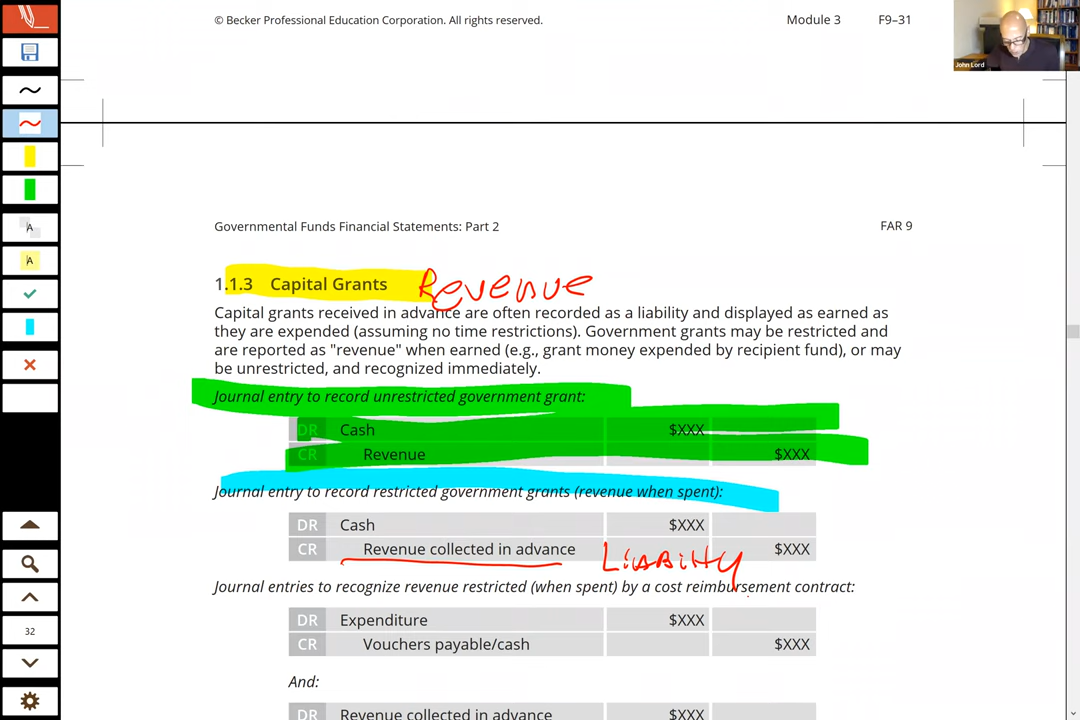 © Becker Professional Education Corporation. All rights reserved. Module 3 F9–31
John Lord
Governmental Funds Financial Statements: Part 2 FAR 9
1.1.3 Capital Grants Revenue
Capital grants received in advance are often recorded as a liability and displayed as earned as
they are expended (assuming no time restrictions). Government grants may be restricted and
are reported as "revenue" when earned (e.g., grant money expended by recipient fund), or may
be unrestricted, and recognized immediately.
Journal entry to record unrestricted government grant:
DR Cash $XXX
CR Revenue $XXX
Journal entry to record restricted government grants (revenue when spent):
DR Cash $XXX
CR Revenue collected in advance LIABILITY $XXX
Journal entries to recognize revenue restricted (when spent) by a cost reimbursement contract:
DR Expenditure $XXX
CR Vouchers payable/cash $XXX
And:
DR Revenue collected in advance $XXX
A
A
32